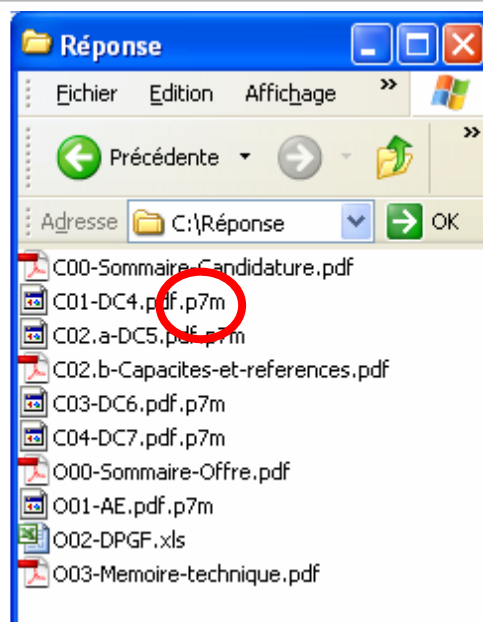 Réponse
Fichier Edition Affichage »
Précédente »
Adresse C:\Réponse OK
C00-Sommaire-Candidature.pdf
C01-DC4.pdf.p7m
C02.a-DC5.pdf.p7m
C02.b-Capacites-et-references.pdf
C03-DC6.pdf.p7m
C04-DC7.pdf.p7m
O00-Sommaire-Offre.pdf
O01-AE.pdf.p7m
O02-DPGF.xls
O03-Memoire-technique.pdf